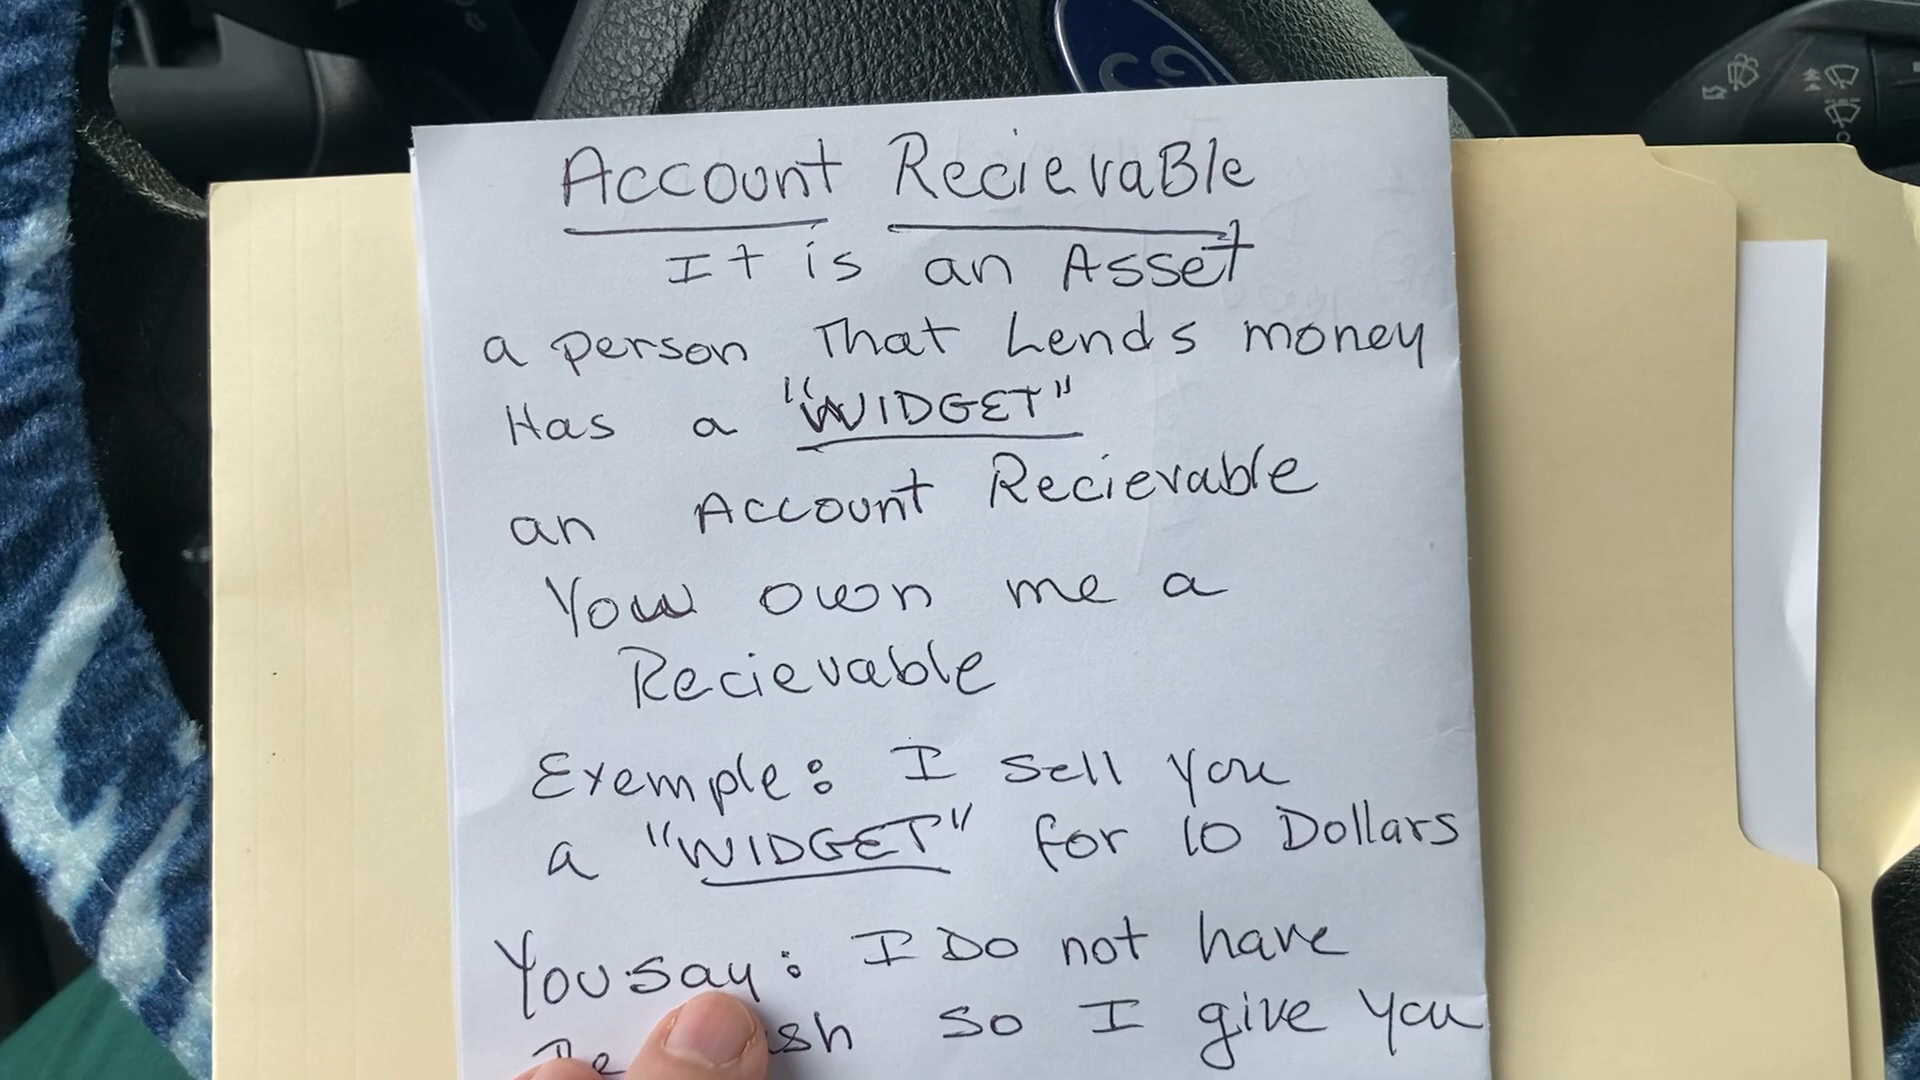 Account RecievaBle
It is an Asset
a person That Lends money
Has a "WIDGET"
an Account Recievable
You own me a
Recievable
Exemple: I sell you
a "WIDGET" for 10 Dollars
You say: I Do not have
so I give you